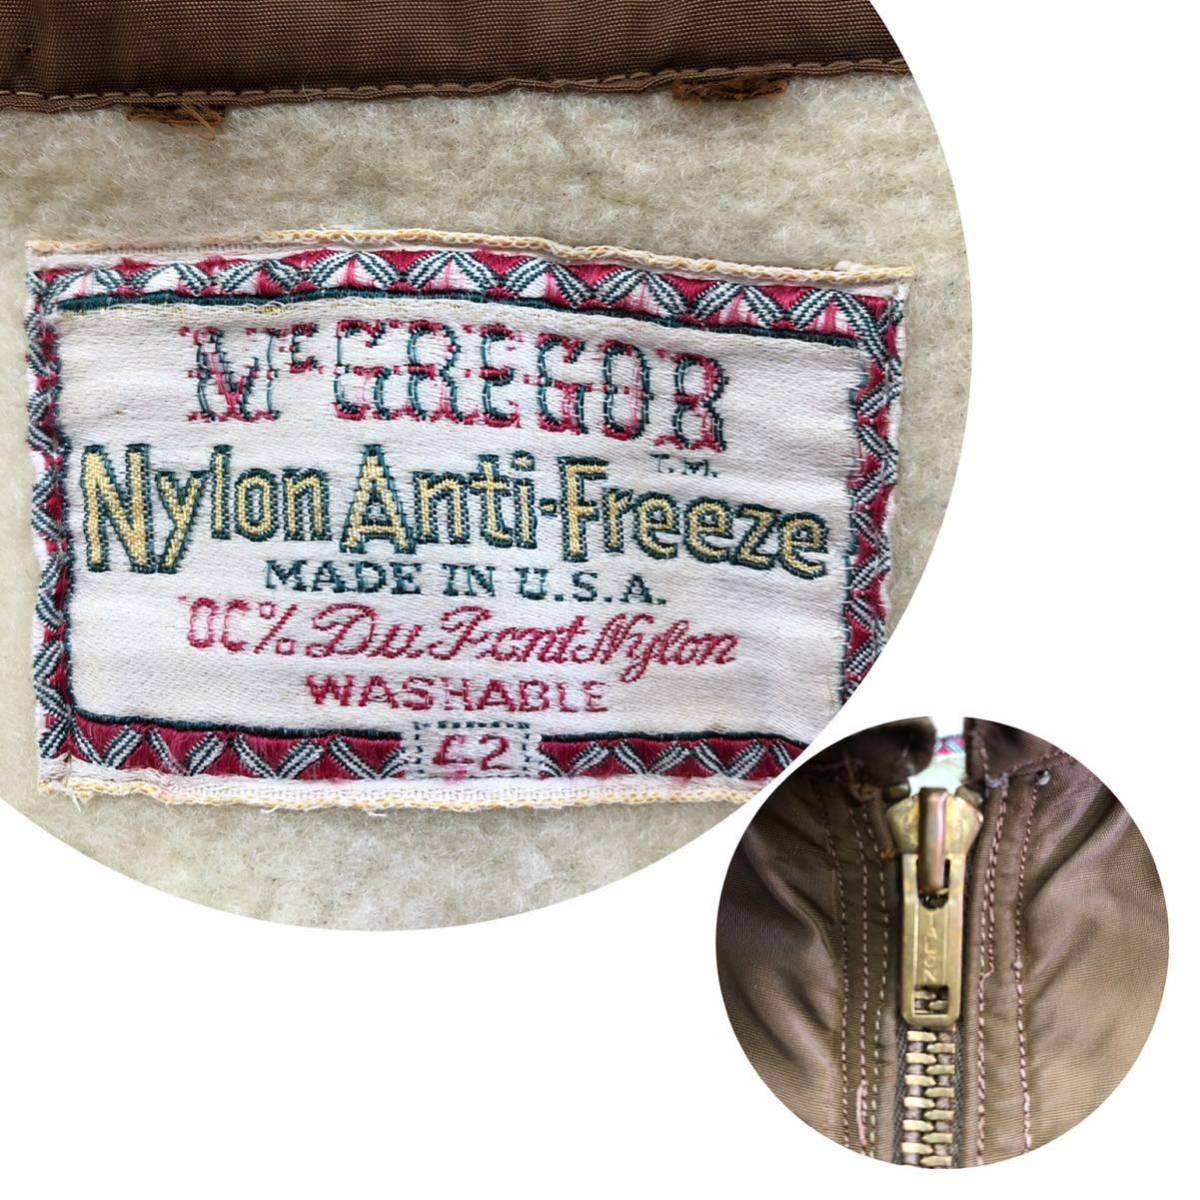 McGREGOR
T.M.
Nylon Anti-Freeze
MADE IN U.S.A.
00% Du Pont Nylon
WASHABLE
42